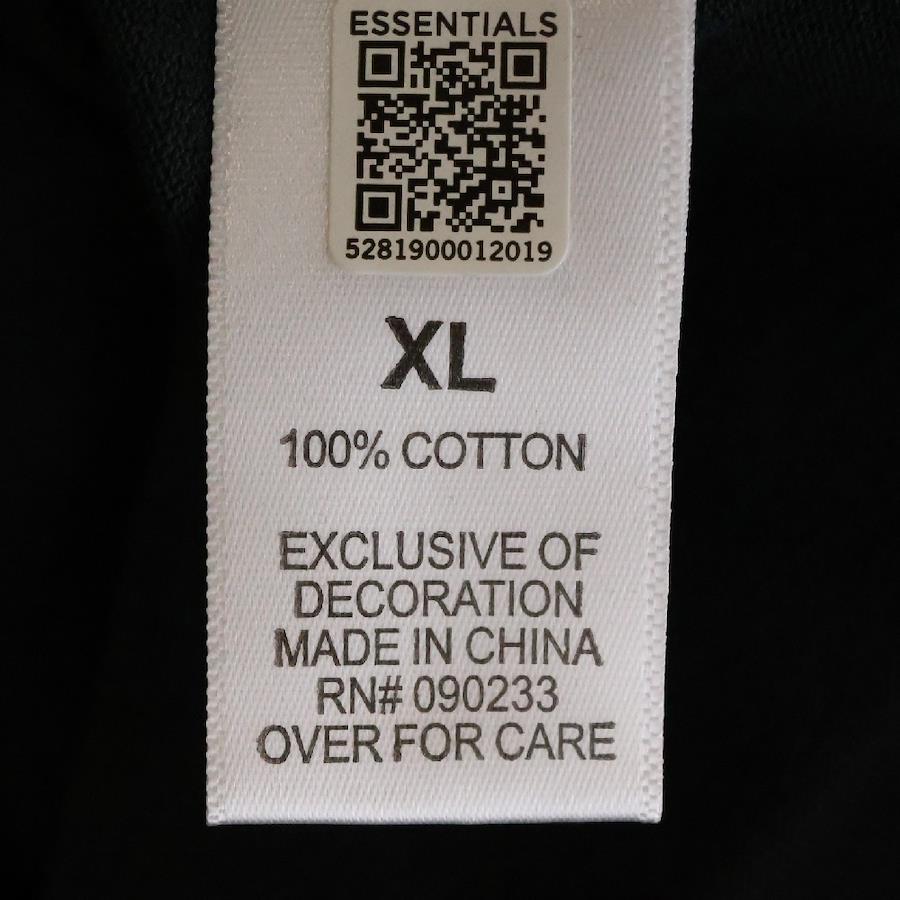 ESSENTIALS
5281900012019
XL
100% COTTON
EXCLUSIVE OF
DECORATION
MADE IN CHINA
RN# 090233
OVER FOR CARE